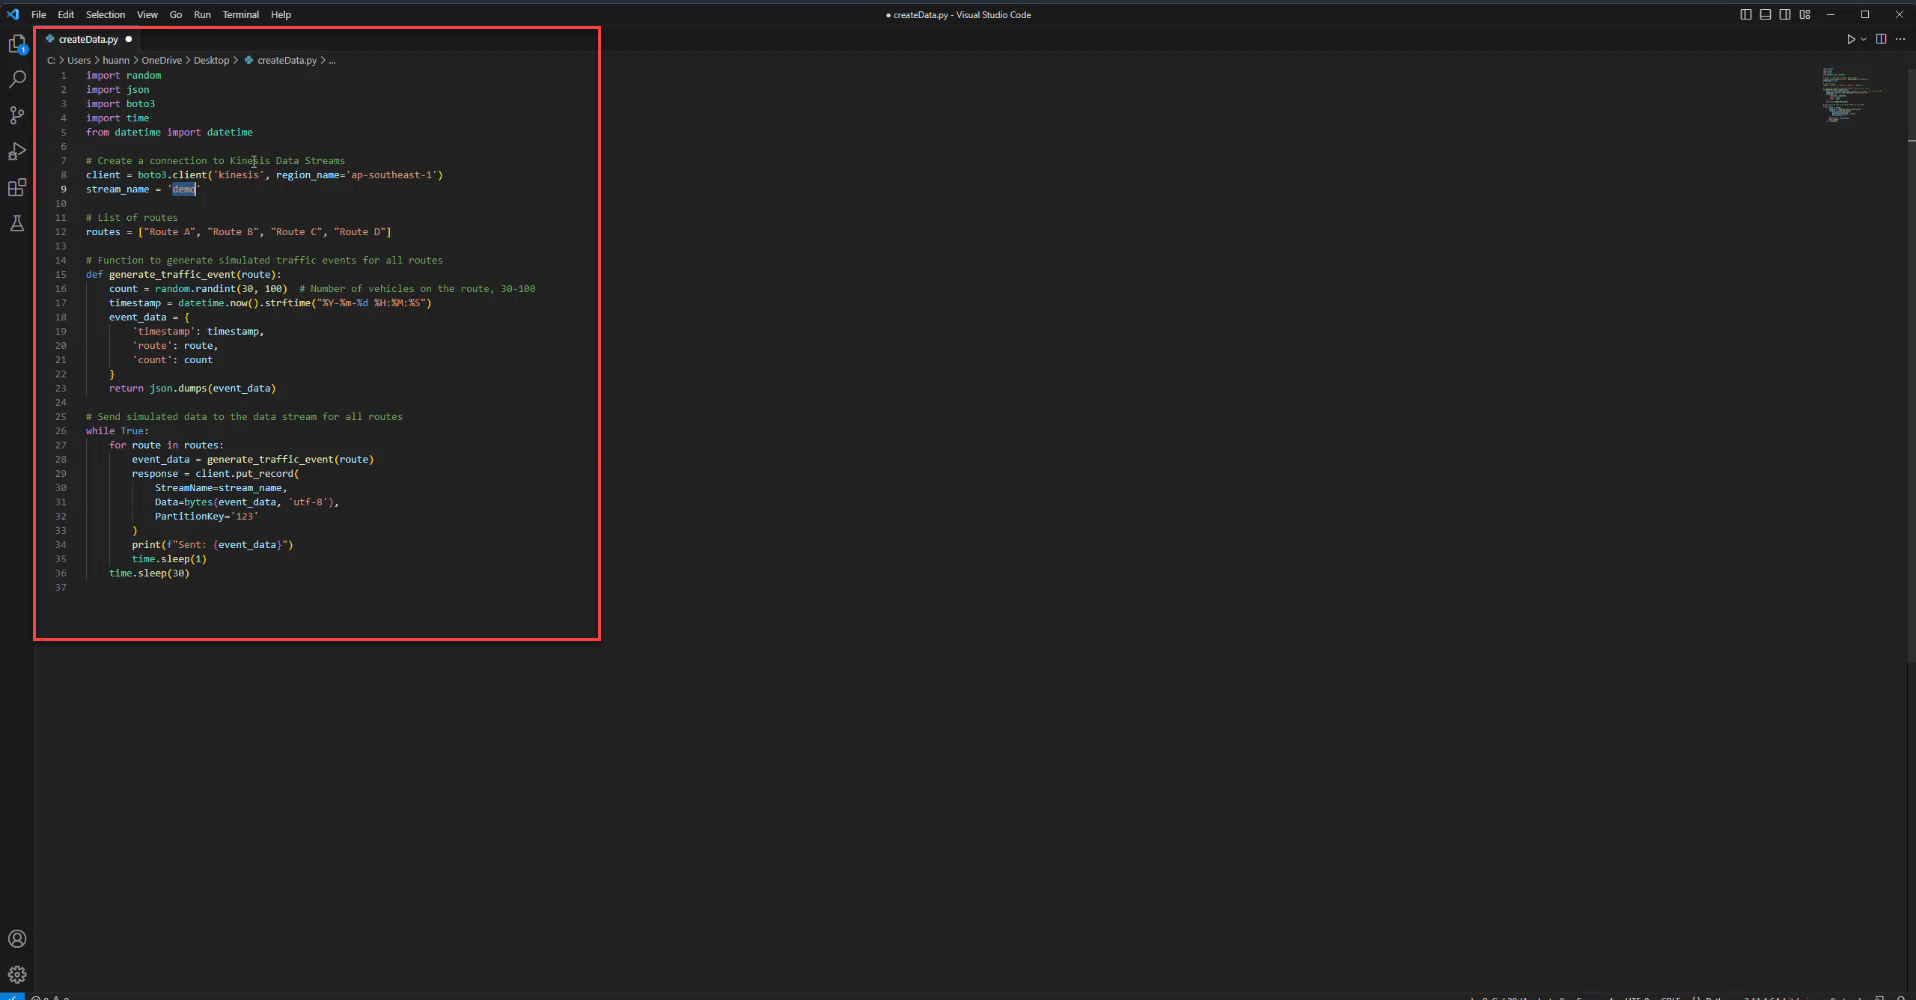 File Edit Selection View Go Run Terminal Help
● createData.py - Visual Studio Code
createData.py ●
C: > Users > huann > OneDrive > Desktop > createData.py > ...
1 import random
2 import json
3 import boto3
4 import time
5 from datetime import datetime
6
7 # Create a connection to Kinesis Data Streams
8 client = boto3.client('kinesis', region_name='ap-southeast-1')
9 stream_name = 'demo'
10
11 # List of routes
12 routes = ["Route A", "Route B", "Route C", "Route D"]
13
14 # Function to generate simulated traffic events for all routes
15 def generate_traffic_event(route):
16 count = random.randint(30, 100) # Number of vehicles on the route, 30-100
17 timestamp = datetime.now().strftime("%Y-%m-%d %H:%M:%S")
18 event_data = {
19 'timestamp': timestamp,
20 'route': route,
21 'count': count
22 }
23 return json.dumps(event_data)
24
25 # Send simulated data to the data stream for all routes
26 while True:
27 for route in routes:
28 event_data = generate_traffic_event(route)
29 response = client.put_record(
30 StreamName=stream_name,
31 Data=bytes(event_data, 'utf-8'),
32 PartitionKey='123'
33 )
34 print(f"Sent: {event_data}")
35 time.sleep(1)
36 time.sleep(30)
37